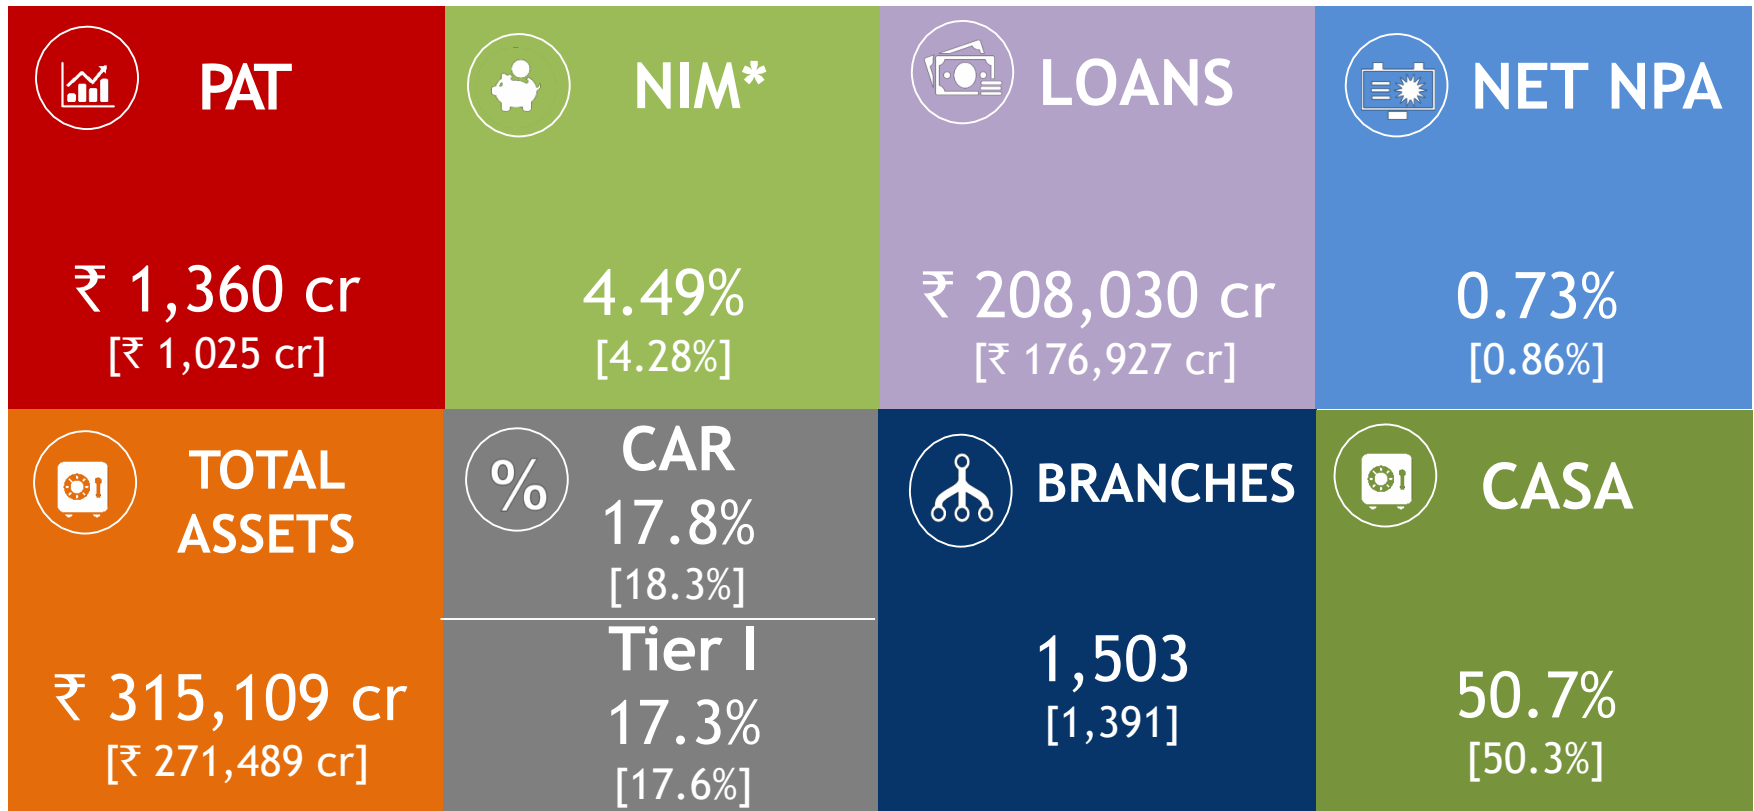 PAT
₹ 1,360 cr
[₹ 1,025 cr]
NIM*
4.49%
[4.28%]
LOANS
₹ 208,030 cr
[₹ 176,927 cr]
NET NPA
0.73%
[0.86%]
TOTAL
ASSETS
₹ 315,109 cr
[₹ 271,489 cr]
%
CAR
17.8%
[18.3%]
Tier I
17.3%
[17.6%]
BRANCHES
1,503
[1,391]
CASA
50.7%
[50.3%]